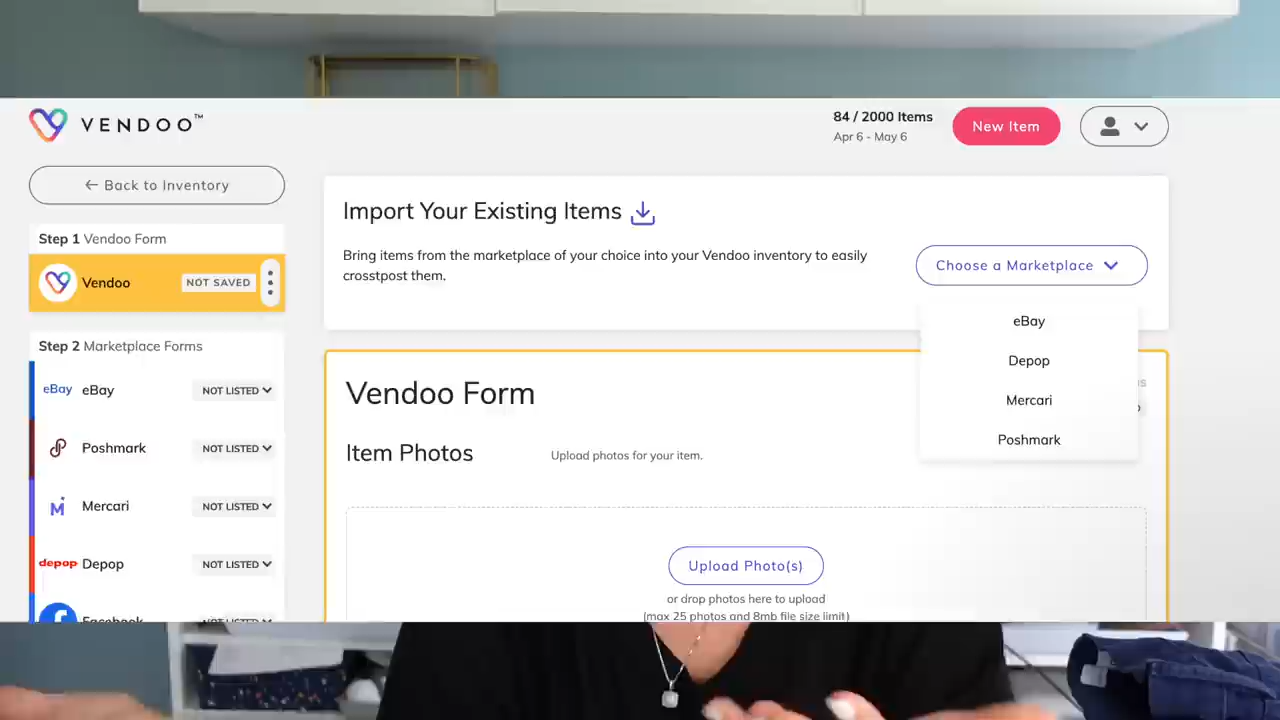 VENDOO™
84 / 2000 Items
Apr 6 - May 6
New Item
← Back to Inventory
Step 1 Vendoo Form
Vendoo
NOT SAVED
Step 2 Marketplace Forms
eBay eBay NOT LISTED
Poshmark NOT LISTED
Mercari NOT LISTED
depop Depop NOT LISTED
Facebook NOT LISTED
Import Your Existing Items
Bring items from the marketplace of your choice into your Vendoo inventory to easily
crosstpost them.
Choose a Marketplace
eBay
Depop
Mercari
Poshmark
Vendoo Form
Item Photos
Upload photos for your item.
Upload Photo(s)
or drop photos here to upload
(max 25 photos and 8mb file size limit)